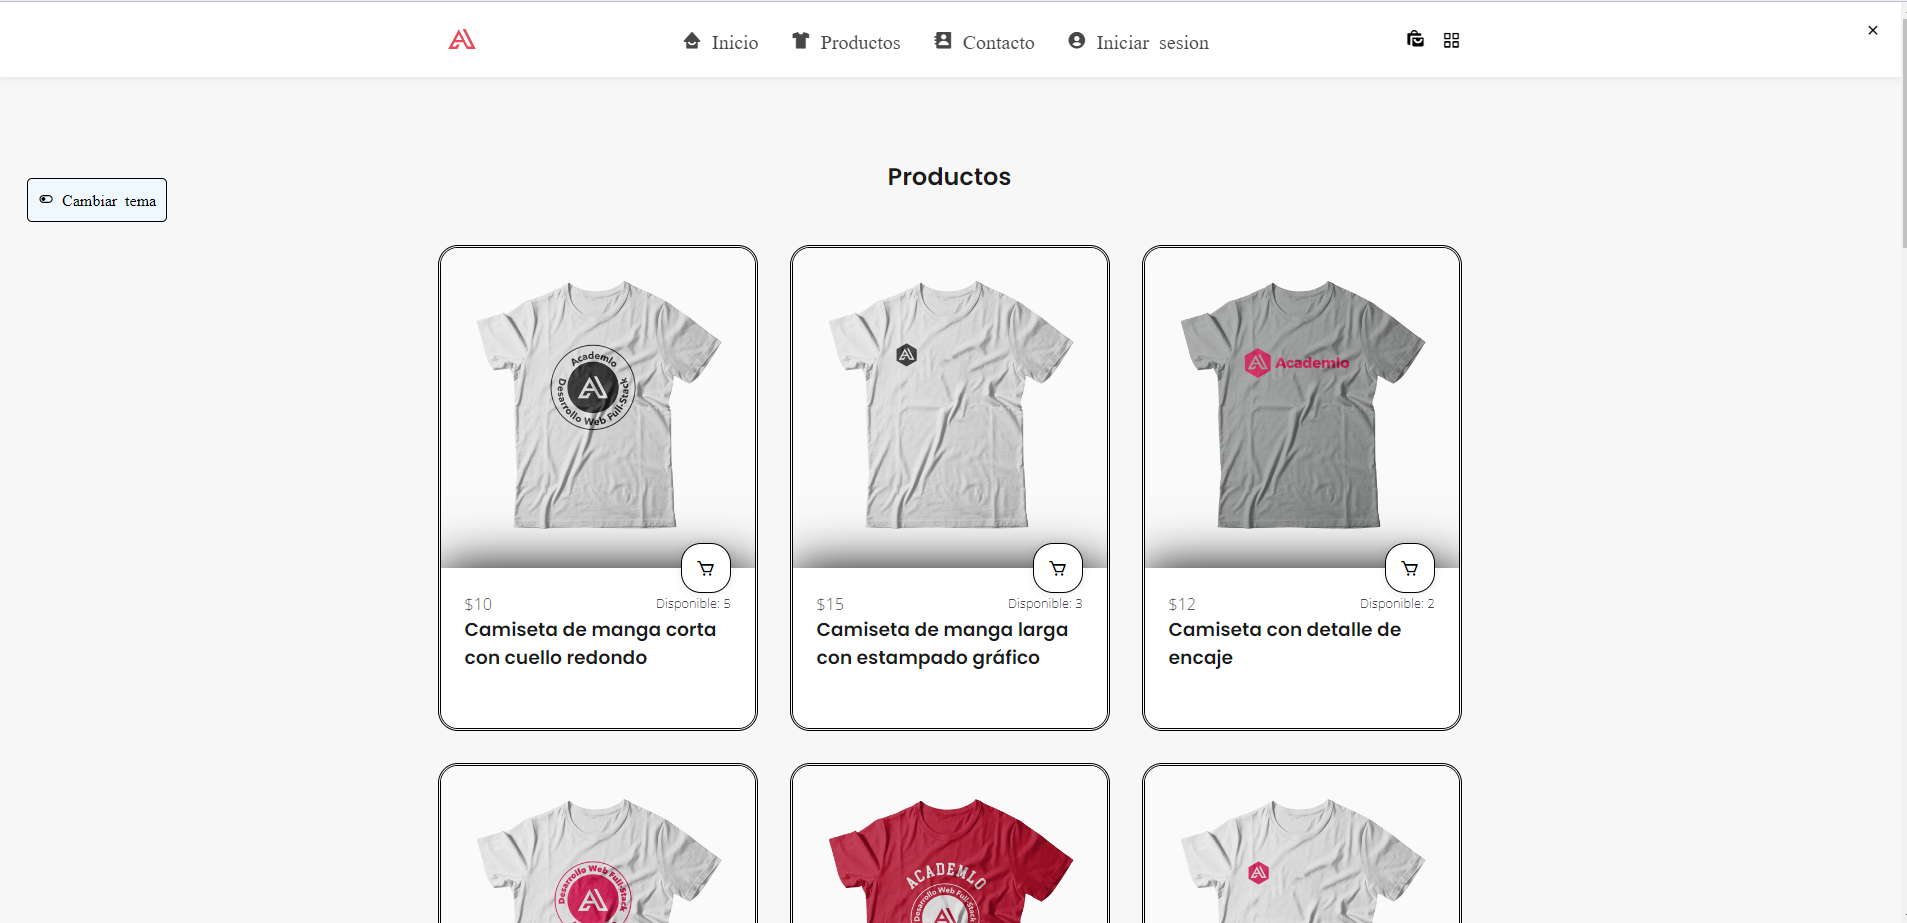 Inicio
Productos
Contacto
Iniciar sesion
Productos
Cambiar tema
Academlo
Desarrollo Web Full-Stack
Academlo
$10
Disponible: 5
Camiseta de manga corta
con cuello redondo
$15
Disponible: 3
Camiseta de manga larga
con estampado gráfico
$12
Disponible: 2
Camiseta con detalle de
encaje
Desarrollo Web Full-Stack
ACADEMLO
Desarrollo Web Full-Stack